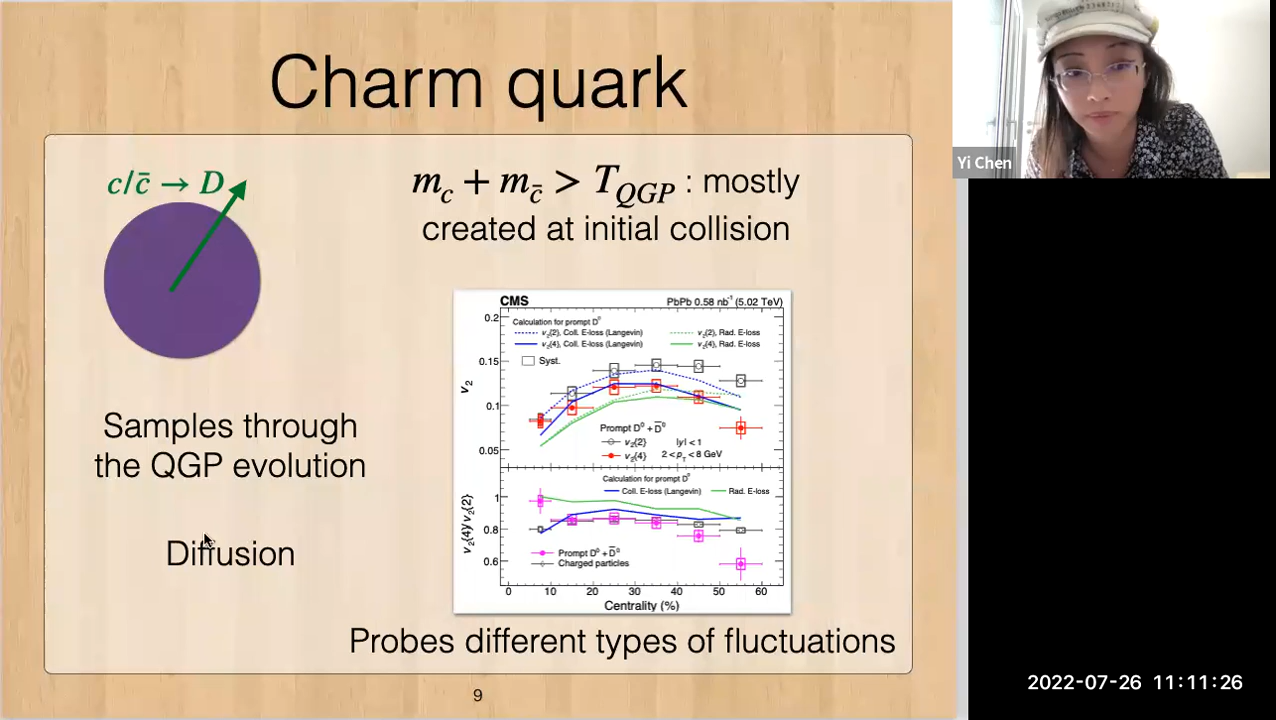 Charm quark
c/c̄ → D
m_c + m_c̄ > T_QGP : mostly
created at initial collision
Samples through
the QGP evolution
Diffusion
CMS
PbPb 0.58 nb⁻¹ (5.02 TeV)
Calculation for prompt D⁰
v₂{2}, Coll. E-loss (Langevin)
v₂{2}, Rad. E-loss
v₂{4}, Coll. E-loss (Langevin)
v₂{4}, Rad. E-loss
Syst.
0.2
0.15
0.1
0.05
v₂
Prompt D⁰ + D̄⁰
v₂{2}
|y| < 1
v₂{4}
2 < p_T < 8 GeV
Calculation for prompt D⁰
Coll. E-loss (Langevin)
Rad. E-loss
1
0.8
0.6
v₂{4}/v₂{2}
Prompt D⁰ + D̄⁰
Charged particles
0 10 20 30 40 50 60
Centrality (%)
Probes different types of fluctuations
9
Yi Chen
2022-07-26 11:11:26